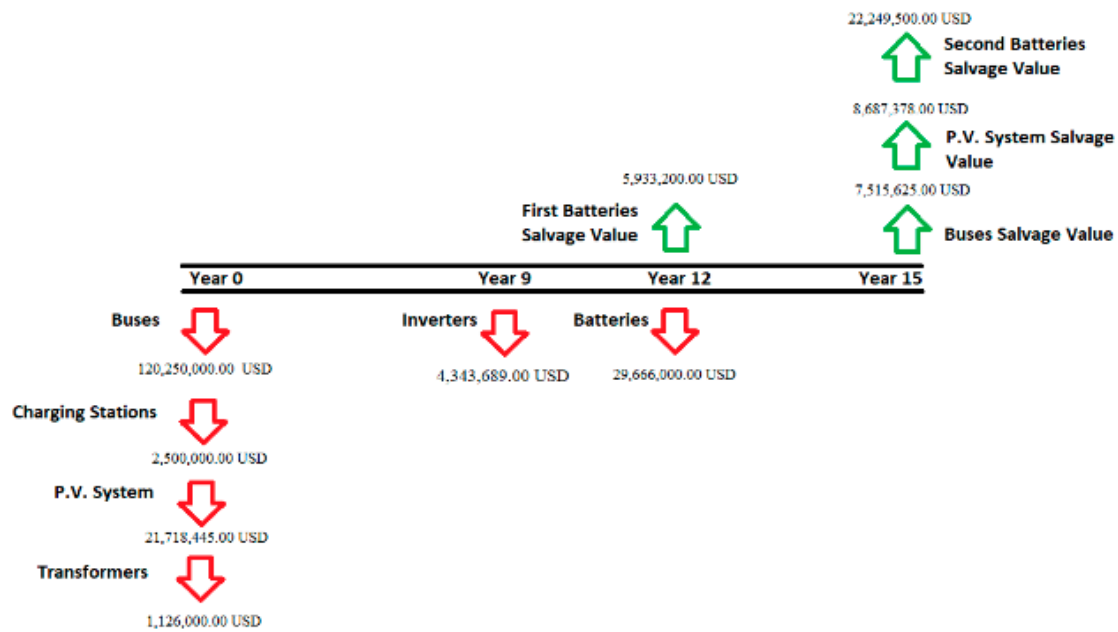 22,249,500.00 USD
Second Batteries
Salvage Value
8,687,378.00 USD
P.V. System Salvage
Value
5,933,200.00 USD
7,515,625.00 USD
First Batteries
Salvage Value
Buses Salvage Value
Year 0
Year 9
Year 12
Year 15
Buses
Inverters
Batteries
120,250,000.00 USD
4,343,689.00 USD
29,666,000.00 USD
Charging Stations
2,500,000.00 USD
P.V. System
21,718,445.00 USD
Transformers
1,126,000.00 USD